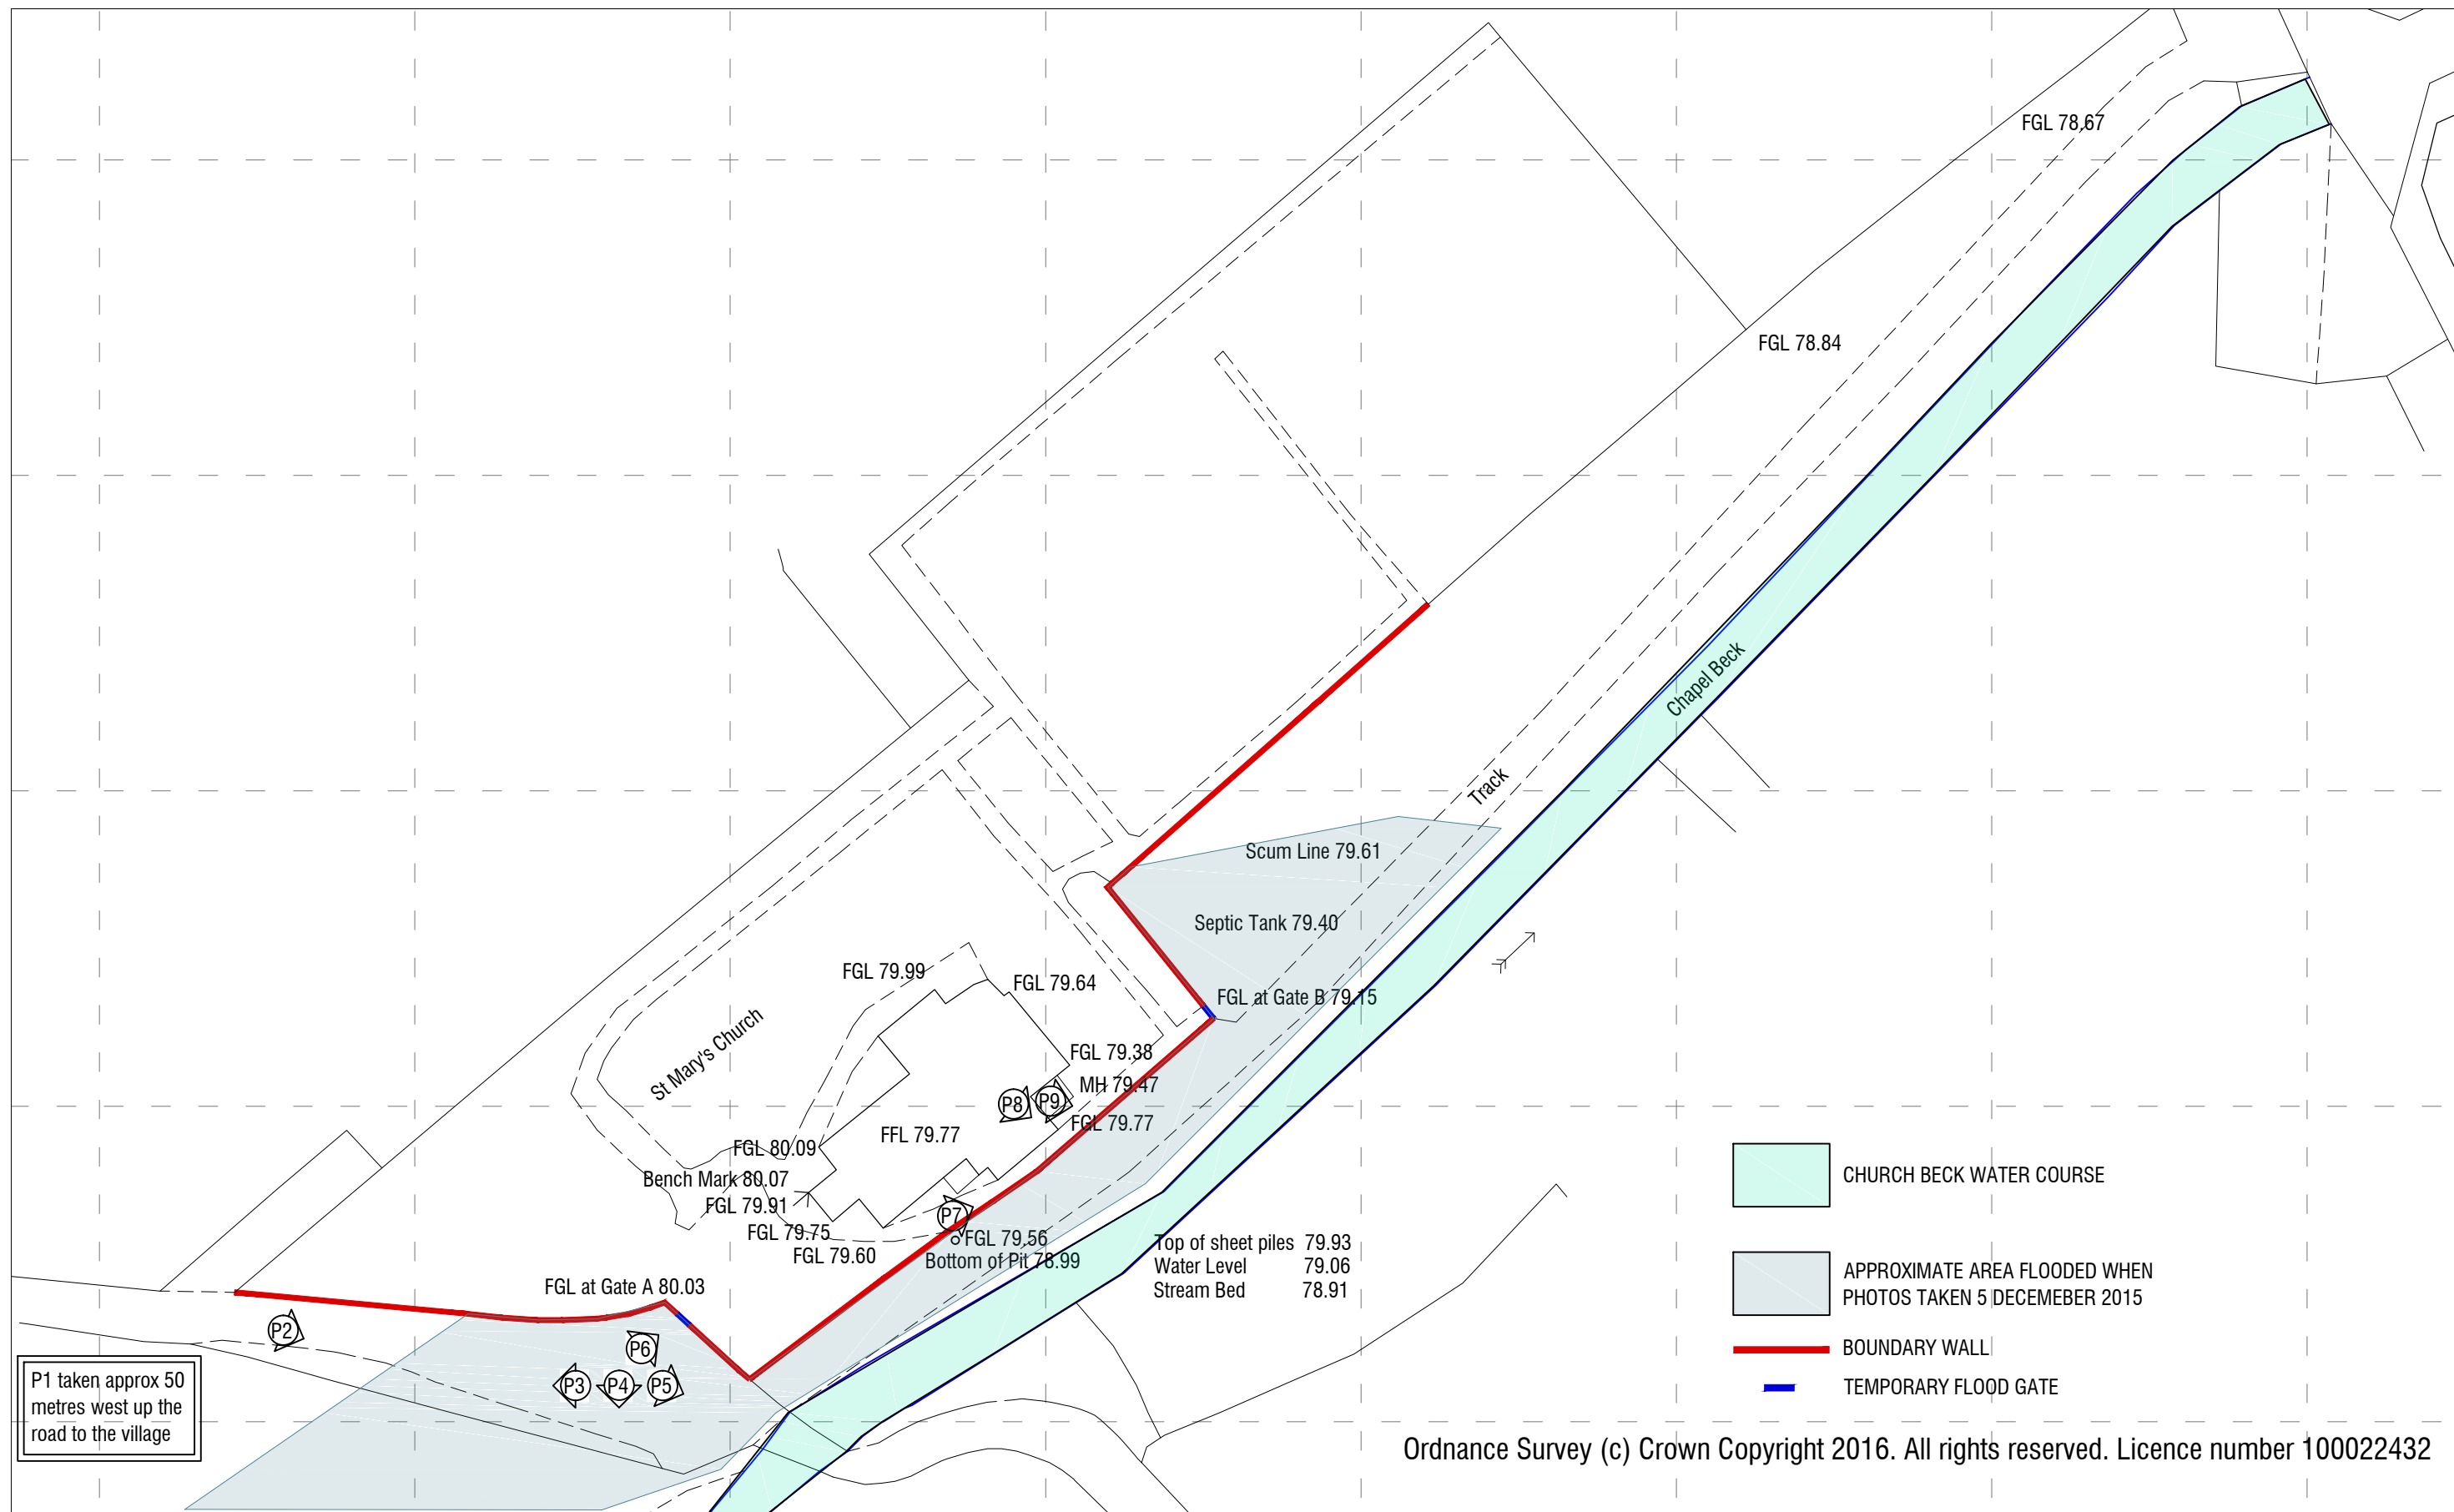 FGL 78.67
FGL 78.84
Chapel Beck
Track
Scum Line 79.61
Septic Tank 79.40
FGL 79.99
FGL 79.64
FGL at Gate B 79.15
St Mary's Church
FGL 79.38
MH 79.47
P8
P9
FGL 79.77
FFL 79.77
FGL 80.09
Bench Mark 80.07
FGL 79.91
P7
FGL 79.75
FGL 79.56
FGL 79.60
Bottom of Pit 78.99
Top of sheet piles 79.93
Water Level 79.06
Stream Bed 78.91
FGL at Gate A 80.03
P2
P6
P3
P4
P5
P1 taken approx 50
metres west up the
road to the village
CHURCH BECK WATER COURSE
APPROXIMATE AREA FLOODED WHEN
PHOTOS TAKEN 5 DECEMEBER 2015
BOUNDARY WALL
TEMPORARY FLOOD GATE
Ordnance Survey (c) Crown Copyright 2016. All rights reserved. Licence number 100022432